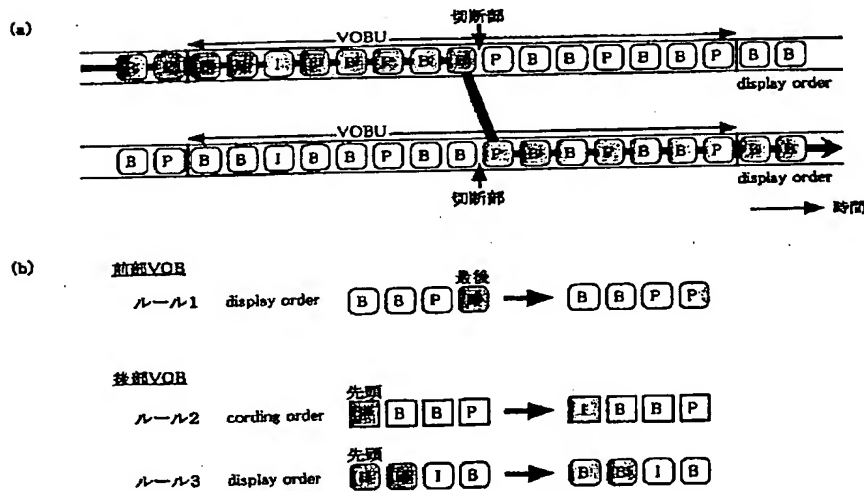 (a)
切断部
VOBU
I P B B P B B P B B
display order
VOBU
B P B B I B B P B B P B B P B B P B B
display order
切断部
時間
(b)
前部VOB
最後
ルール1 display order B B P B B P P
後部VOB
先頭
ルール2 cording order B B P I B B P
先頭
ルール3 display order I B B B I B